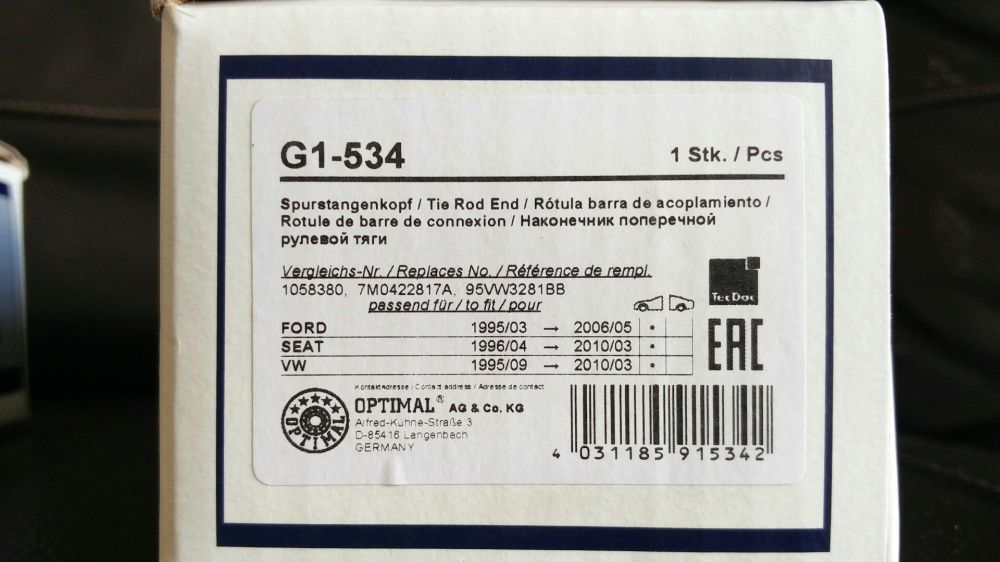 G1-534
1 Stk. / Pcs
Spurstangenkopf / Tie Rod End / Rótula barra de acoplamiento /
Rotule de barre de connexion / Наконечник поперечной
рулевой тяги
Vergleichs-Nr. / Replaces No. / Référence de rempl.
1058380, 7M0422817A, 95VW3281BB
passend für / to fit / pour
TecDoc
FORD 1995/03 → 2006/05 •
SEAT 1996/04 → 2010/03 •
VW 1995/09 → 2010/03 •
EAC
Kontaktadresse / Contact address / Adresse de contact
OPTIMAL
OPTIMAL® AG & Co. KG
Alfred-Kühne-Straße 3
D-85416 Langenbach
GERMANY
4 031185 915342